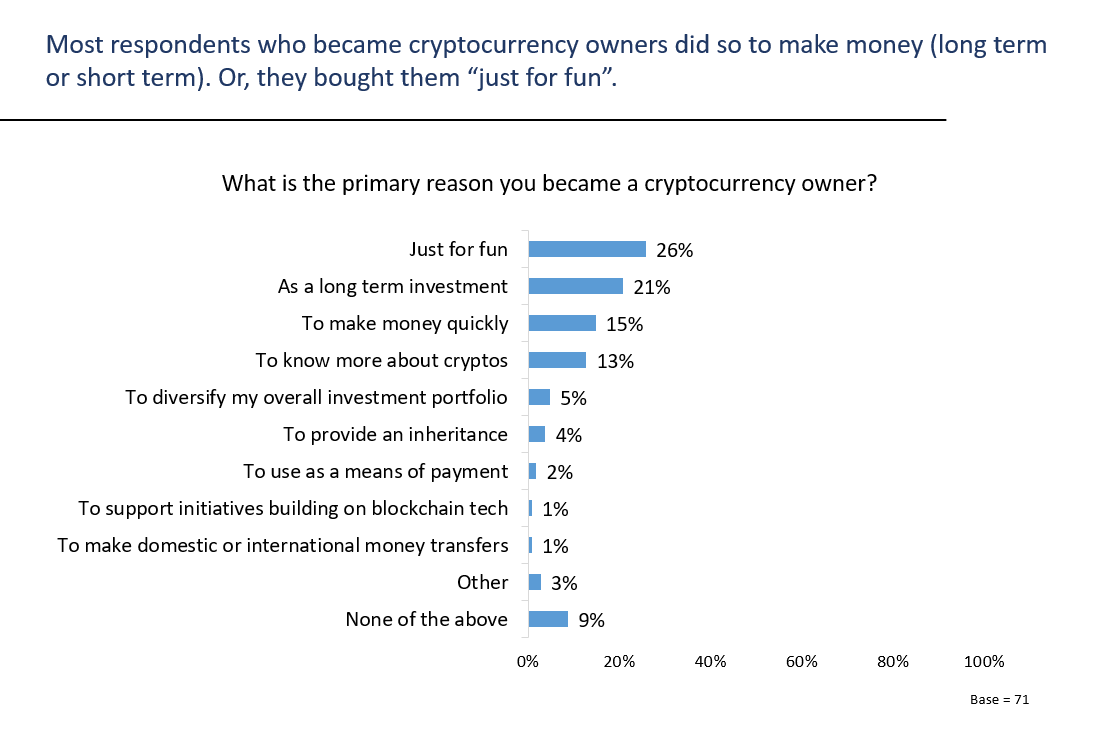 Most respondents who became cryptocurrency owners did so to make money (long term
or short term). Or, they bought them “just for fun”.
What is the primary reason you became a cryptocurrency owner?
Just for fun 26%
As a long term investment 21%
To make money quickly 15%
To know more about cryptos 13%
To diversify my overall investment portfolio 5%
To provide an inheritance 4%
To use as a means of payment 2%
To support initiatives building on blockchain tech 1%
To make domestic or international money transfers 1%
Other 3%
None of the above 9%
0% 20% 40% 60% 80% 100%
Base = 71